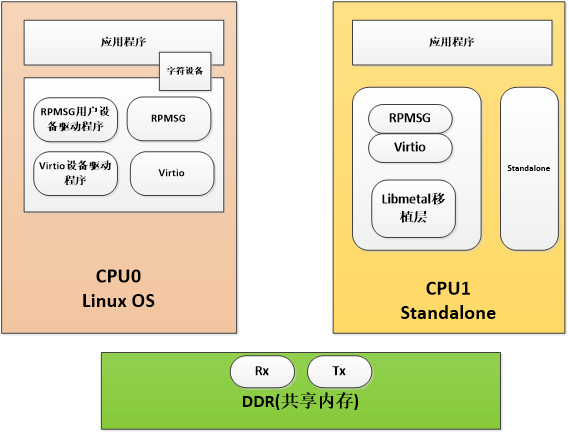 应用程序
字符设备
RPMSG用户设
备驱动程序
RPMSG
Virtio设备驱动
程序
Virtio
CPU0
Linux OS
应用程序
RPMSG
Virtio
Libmetal移
植层
Standalone
CPU1
Standalone
Rx
Tx
DDR(共享内存)